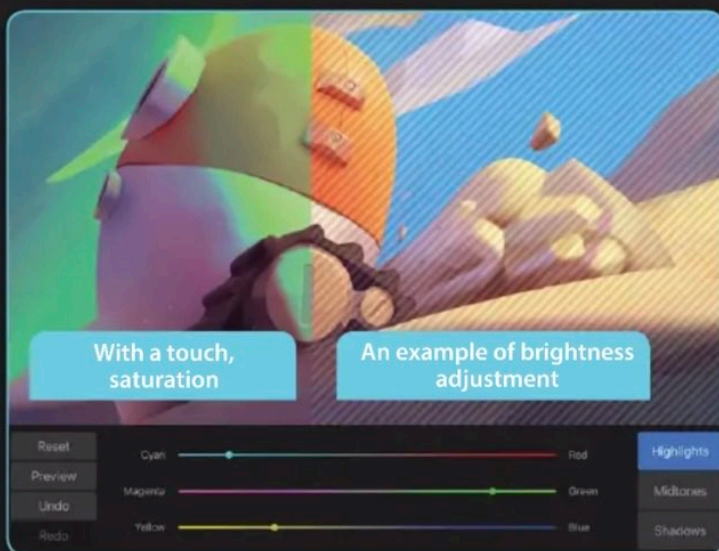 With a touch,
saturation
An example of brightness
adjustment
Reset
Preview
Undo
Redo
Cyan
Red
Magenta
Green
Yellow
Blue
Highlights
Midtones
Shadows